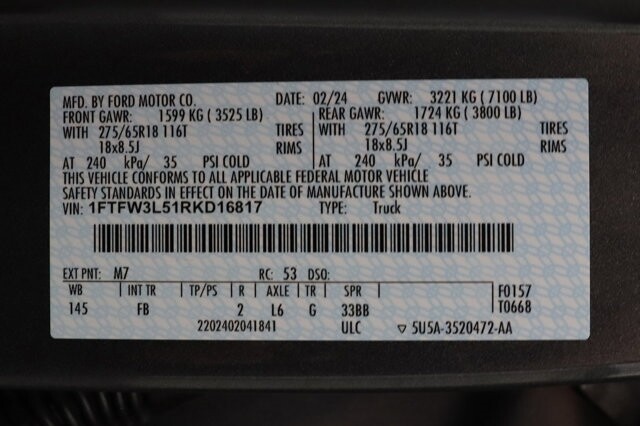 MFD. BY FORD MOTOR CO. DATE: 02/24 GVWR: 3221 KG ( 7100 LB)
FRONT GAWR: 1599 KG ( 3525 LB) REAR GAWR: 1724 KG ( 3800 LB)
WITH 275/65R18 116T TIRES WITH 275/65R18 116T TIRES
18x8.5J RIMS 18x8.5J RIMS
AT 240 kPa/ 35 PSI COLD AT 240 kPa/ 35 PSI COLD
THIS VEHICLE CONFORMS TO ALL APPLICABLE FEDERAL MOTOR VEHICLE
SAFETY STANDARDS IN EFFECT ON THE DATE OF MANUFACTURE SHOWN ABOVE.
VIN: 1FTFW3L51RKD16817 TYPE: Truck
EXT PNT: M7 RC: 53 DSO:
WB INT TR TP/PS R AXLE TR SPR F0157
145 FB 2 L6 G 33BB T0668
2202402041841 ULC ▽ 5U5A-3520472-AA